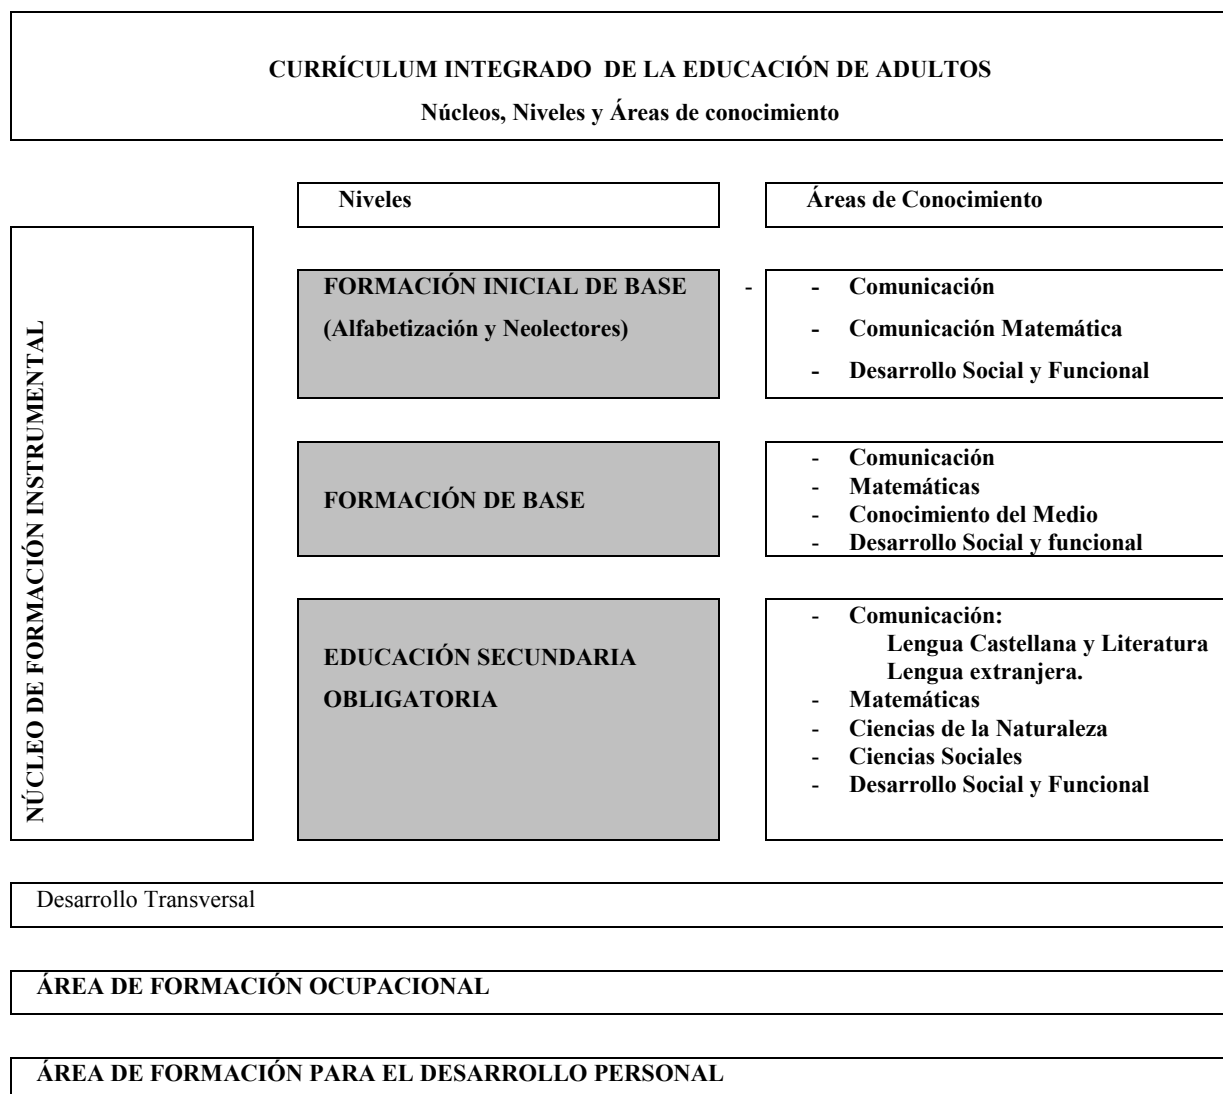 CURRÍCULUM INTEGRADO DE LA EDUCACIÓN DE ADULTOS
Núcleos, Niveles y Áreas de conocimiento
Niveles
Áreas de Conocimiento
NÚCLEO DE FORMACIÓN INSTRUMENTAL
FORMACIÓN INICIAL DE BASE
(Alfabetización y Neolectores)
-
- Comunicación
- Comunicación Matemática
- Desarrollo Social y Funcional
FORMACIÓN DE BASE
- Comunicación
- Matemáticas
- Conocimiento del Medio
- Desarrollo Social y funcional
EDUCACIÓN SECUNDARIA
OBLIGATORIA
- Comunicación:
Lengua Castellana y Literatura
Lengua extranjera.
- Matemáticas
- Ciencias de la Naturaleza
- Ciencias Sociales
- Desarrollo Social y Funcional
Desarrollo Transversal
ÁREA DE FORMACIÓN OCUPACIONAL
ÁREA DE FORMACIÓN PARA EL DESARROLLO PERSONAL